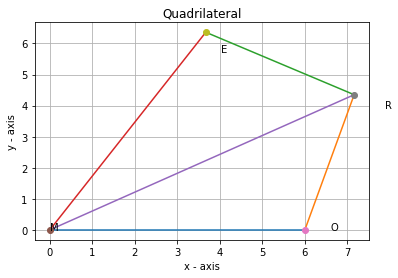 Quadrilateral
6
E
5
4
R
3
2
1
0
M
O
0 1 2 3 4 5 6 7
x - axis
y - axis